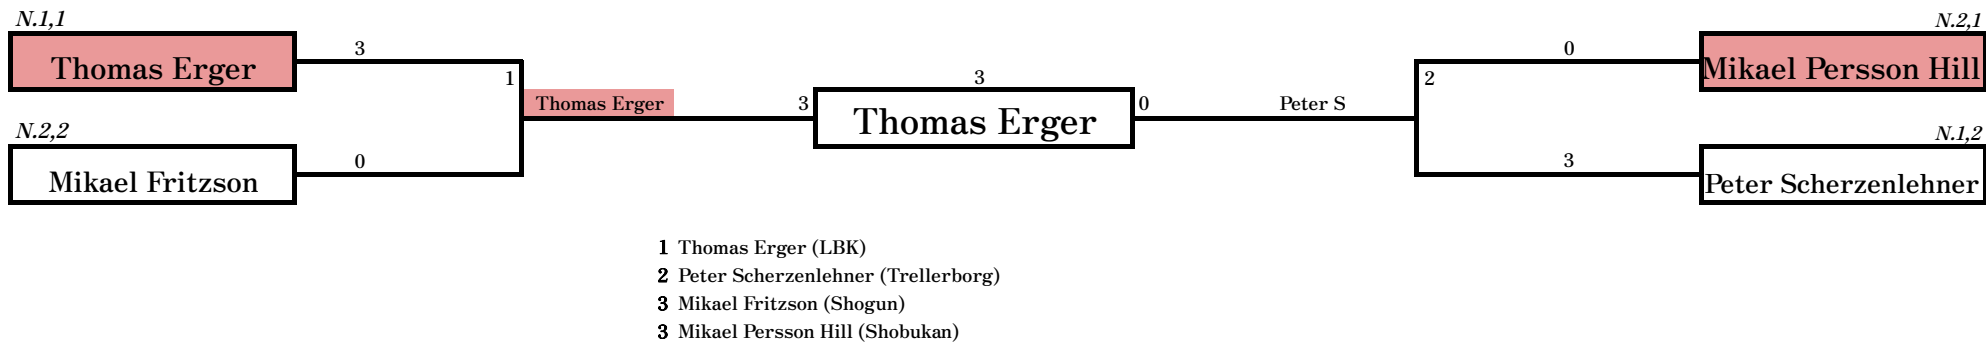 N.1,1
Thomas Erger
3
1
Thomas Erger
3
N.2,2
Mikael Fritzson
0
3
Thomas Erger
0
Peter S
2
0
N.2,1
Mikael Persson Hill
3
N.1,2
Peter Scherzenlehner
1 Thomas Erger (LBK)
2 Peter Scherzenlehner (Trellerborg)
3 Mikael Fritzson (Shogun)
3 Mikael Persson Hill (Shobukan)